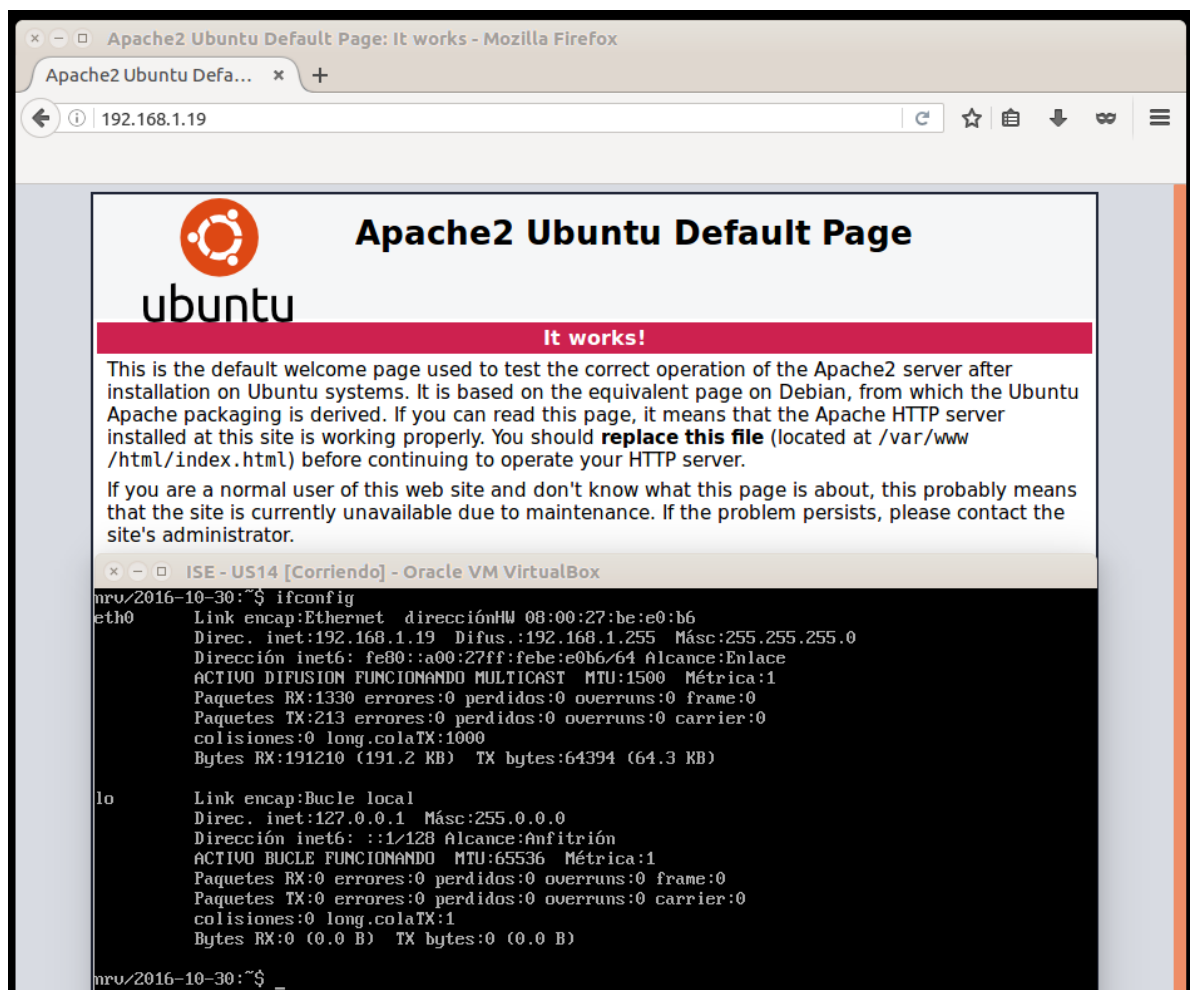 Apache2 Ubuntu Default Page: It works - Mozilla Firefox
Apache2 Ubuntu Defa...
192.168.1.19
Apache2 Ubuntu Default Page
ubuntu
It works!
This is the default welcome page used to test the correct operation of the Apache2 server after
installation on Ubuntu systems. It is based on the equivalent page on Debian, from which the Ubuntu
Apache packaging is derived. If you can read this page, it means that the Apache HTTP server
installed at this site is working properly. You should replace this file (located at /var/www
/html/index.html) before continuing to operate your HTTP server.
If you are a normal user of this web site and don't know what this page is about, this probably means
that the site is currently unavailable due to maintenance. If the problem persists, please contact the
site's administrator.
ISE - US14 [Corriendo] - Oracle VM VirtualBox
mrv/2016-10-30:~$ ifconfig
eth0 Link encap:Ethernet direcciónHW 08:00:27:be:e0:b6
Direc. inet:192.168.1.19 Difus.:192.168.1.255 Másc:255.255.255.0
Dirección inet6: fe80::a00:27ff:febe:e0b6/64 Alcance:Enlace
ACTIVO DIFUSION FUNCIONANDO MULTICAST MTU:1500 Métrica:1
Paquetes RX:1330 errores:0 perdidos:0 overruns:0 frame:0
Paquetes TX:213 errores:0 perdidos:0 overruns:0 carrier:0
colisiones:0 long.colaTX:1000
Bytes RX:191210 (191.2 KB) TX bytes:64394 (64.3 KB)
lo Link encap:Bucle local
Direc. inet:127.0.0.1 Másc:255.0.0.0
Dirección inet6: ::1/128 Alcance:Anfitrión
ACTIVO BUCLE FUNCIONANDO MTU:65536 Métrica:1
Paquetes RX:0 errores:0 perdidos:0 overruns:0 frame:0
Paquetes TX:0 errores:0 perdidos:0 overruns:0 carrier:0
colisiones:0 long.colaTX:1
Bytes RX:0 (0.0 B) TX bytes:0 (0.0 B)
mrv/2016-10-30:~$ _